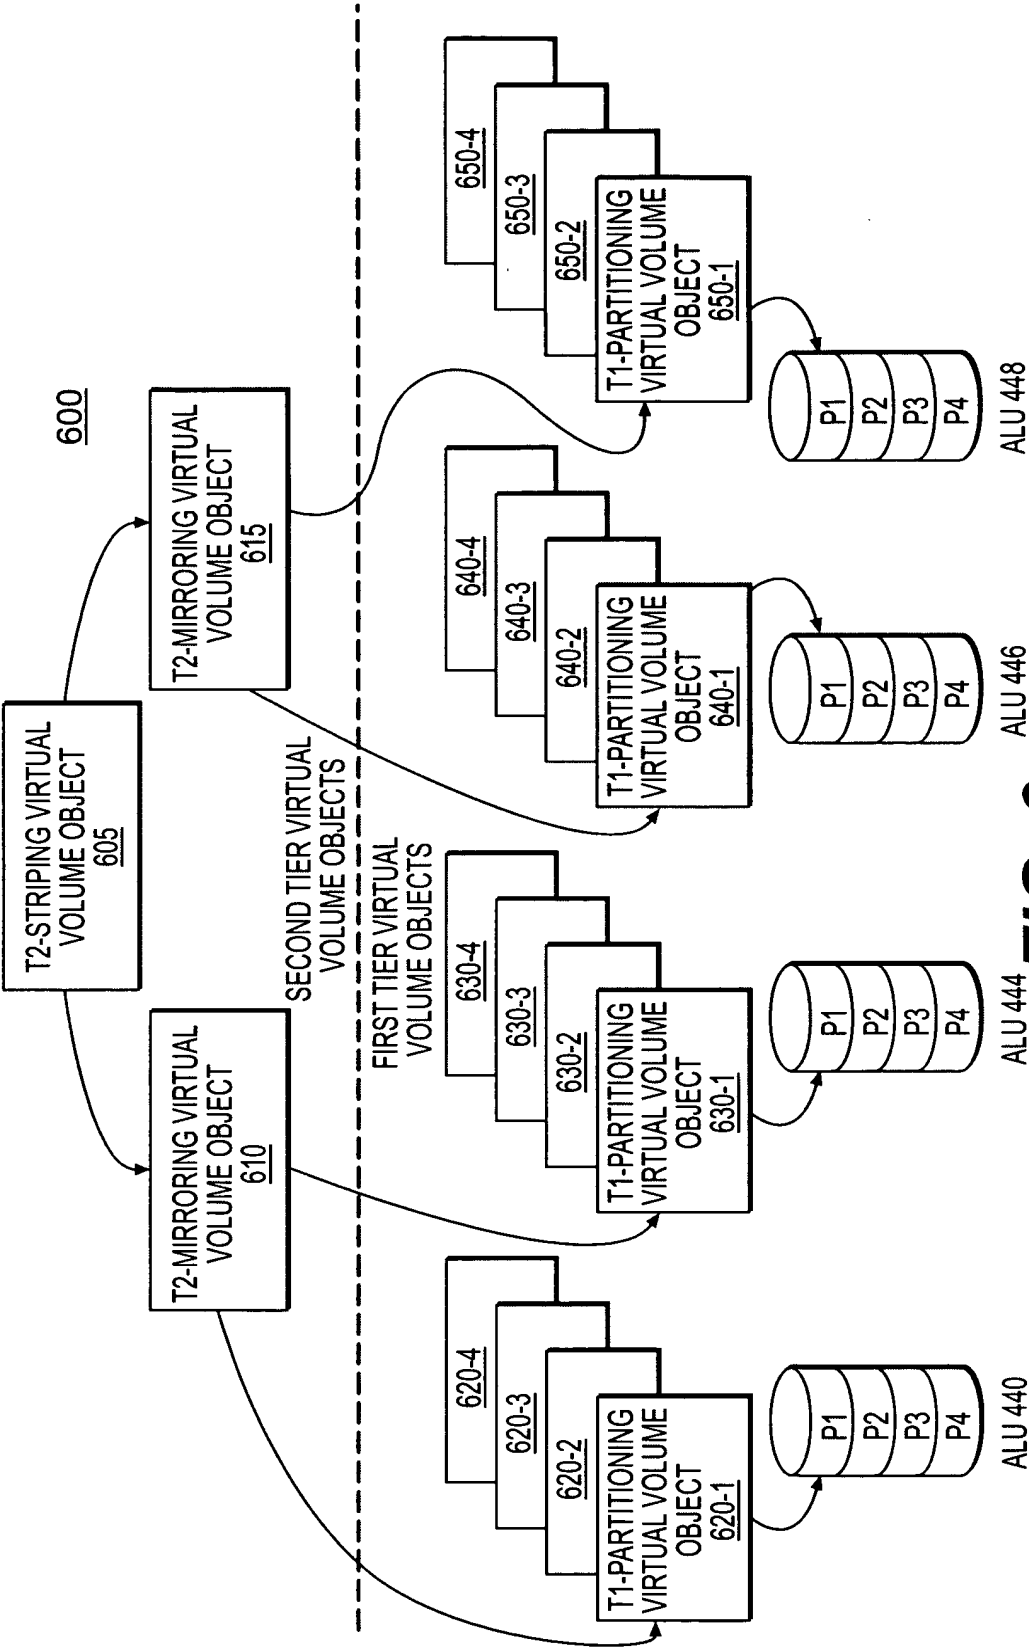 600
T2-STRIPING VIRTUAL
VOLUME OBJECT
605
T2-MIRRORING VIRTUAL
VOLUME OBJECT
610
T2-MIRRORING VIRTUAL
VOLUME OBJECT
615
SECOND TIER VIRTUAL
VOLUME OBJECTS
FIRST TIER VIRTUAL
VOLUME OBJECTS
620-4
620-3
620-2
T1-PARTITIONING
VIRTUAL VOLUME
OBJECT
620-1
630-4
630-3
630-2
T1-PARTITIONING
VIRTUAL VOLUME
OBJECT
630-1
640-4
640-3
640-2
T1-PARTITIONING
VIRTUAL VOLUME
OBJECT
640-1
650-4
650-3
650-2
T1-PARTITIONING
VIRTUAL VOLUME
OBJECT
650-1
P1
P2
P3
P4
ALU 440
P1
P2
P3
P4
ALU 444
P1
P2
P3
P4
ALU 446
P1
P2
P3
P4
ALU 448